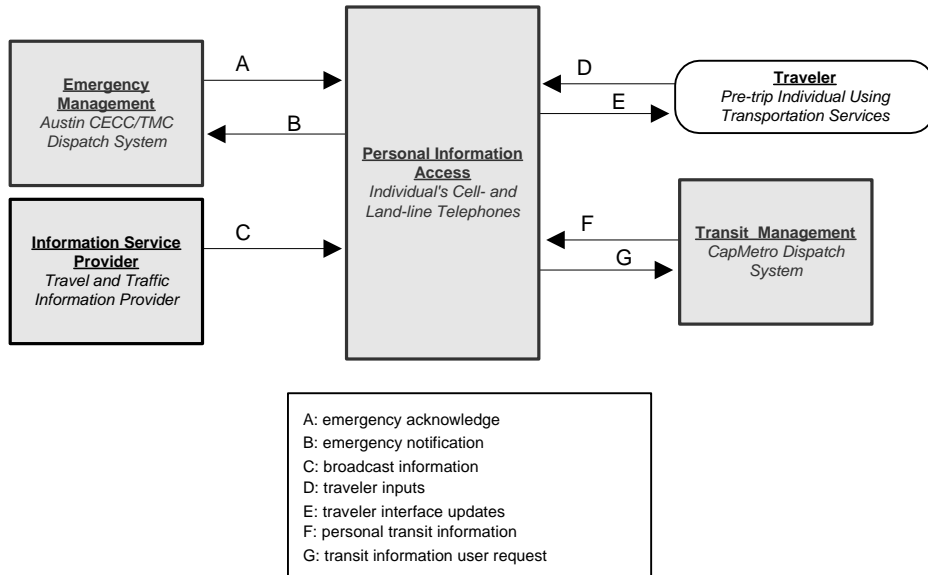 A
Emergency
Management
Austin CECC/TMC
Dispatch System
B
Information Service
Provider
Travel and Traffic
Information Provider
C
Personal Information
Access
Individual's Cell- and
Land-line Telephones
D
E
Traveler
Pre-trip Individual Using
Transportation Services
F
G
Transit Management
CapMetro Dispatch
System
A: emergency acknowledge
B: emergency notification
C: broadcast information
D: traveler inputs
E: traveler interface updates
F: personal transit information
G: transit information user request